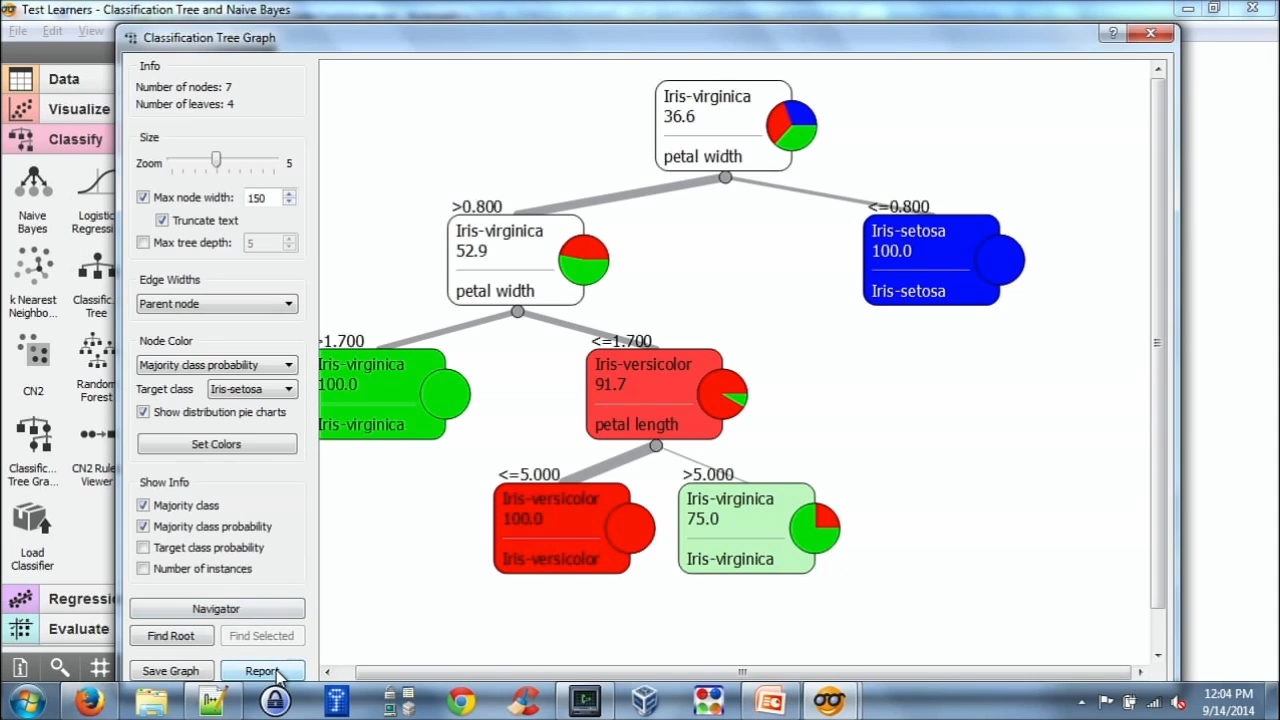 Test Learners - Classification Tree and Naive Bayes
File Edit View
Classification Tree Graph
?
Data
Visualize
Classify
Naive
Bayes
Logistic
Regressi
k Nearest
Neighbo...
Classific...
Tree
CN2
Random
Forest
Classific...
Tree Gra...
CN2 Rule
Viewer
Load
Classifier
Regressi
Evaluate
Info
Number of nodes: 7
Number of leaves: 4
Size
Zoom 5
Max node width: 150
Truncate text
Max tree depth: 5
Edge Widths
Parent node
Node Color
Majority class probability
Target class Iris-setosa
Show distribution pie charts
Set Colors
Show Info
Majority class
Majority class probability
Target class probability
Number of instances
Navigator
Find Root Find Selected
Save Graph Report
Iris-virginica
36.6
petal width
>0.800
Iris-virginica
52.9
petal width
<=0.800
Iris-setosa
100.0
Iris-setosa
>1.700
Iris-virginica
100.0
Iris-virginica
<=1.700
Iris-versicolor
91.7
petal length
<=5.000
Iris-versicolor
100.0
Iris-versicolor
>5.000
Iris-virginica
75.0
Iris-virginica
12:04 PM
9/14/2014